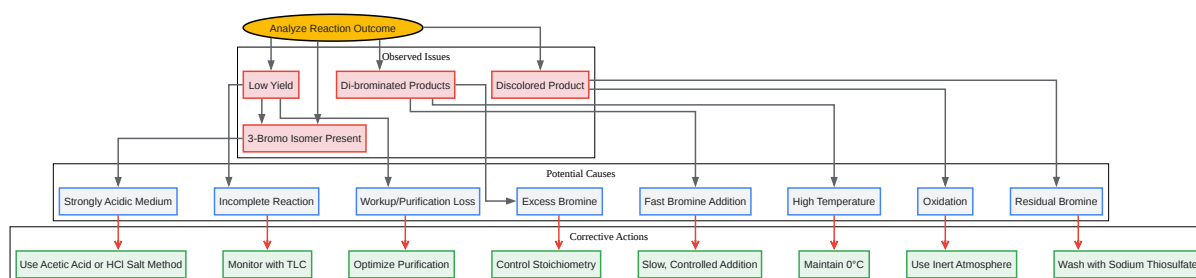 Analyze Reaction Outcome
Observed Issues
Low Yield
Di-brominated Products
Discolored Product
3-Bromo Isomer Present
Potential Causes
Strongly Acidic Medium
Incomplete Reaction
Workup/Purification Loss
Excess Bromine
Fast Bromine Addition
High Temperature
Oxidation
Residual Bromine
Corrective Actions
Use Acetic Acid or HCl Salt Method
Monitor with TLC
Optimize Purification
Control Stoichiometry
Slow, Controlled Addition
Maintain 0°C
Use Inert Atmosphere
Wash with Sodium Thiosulfate